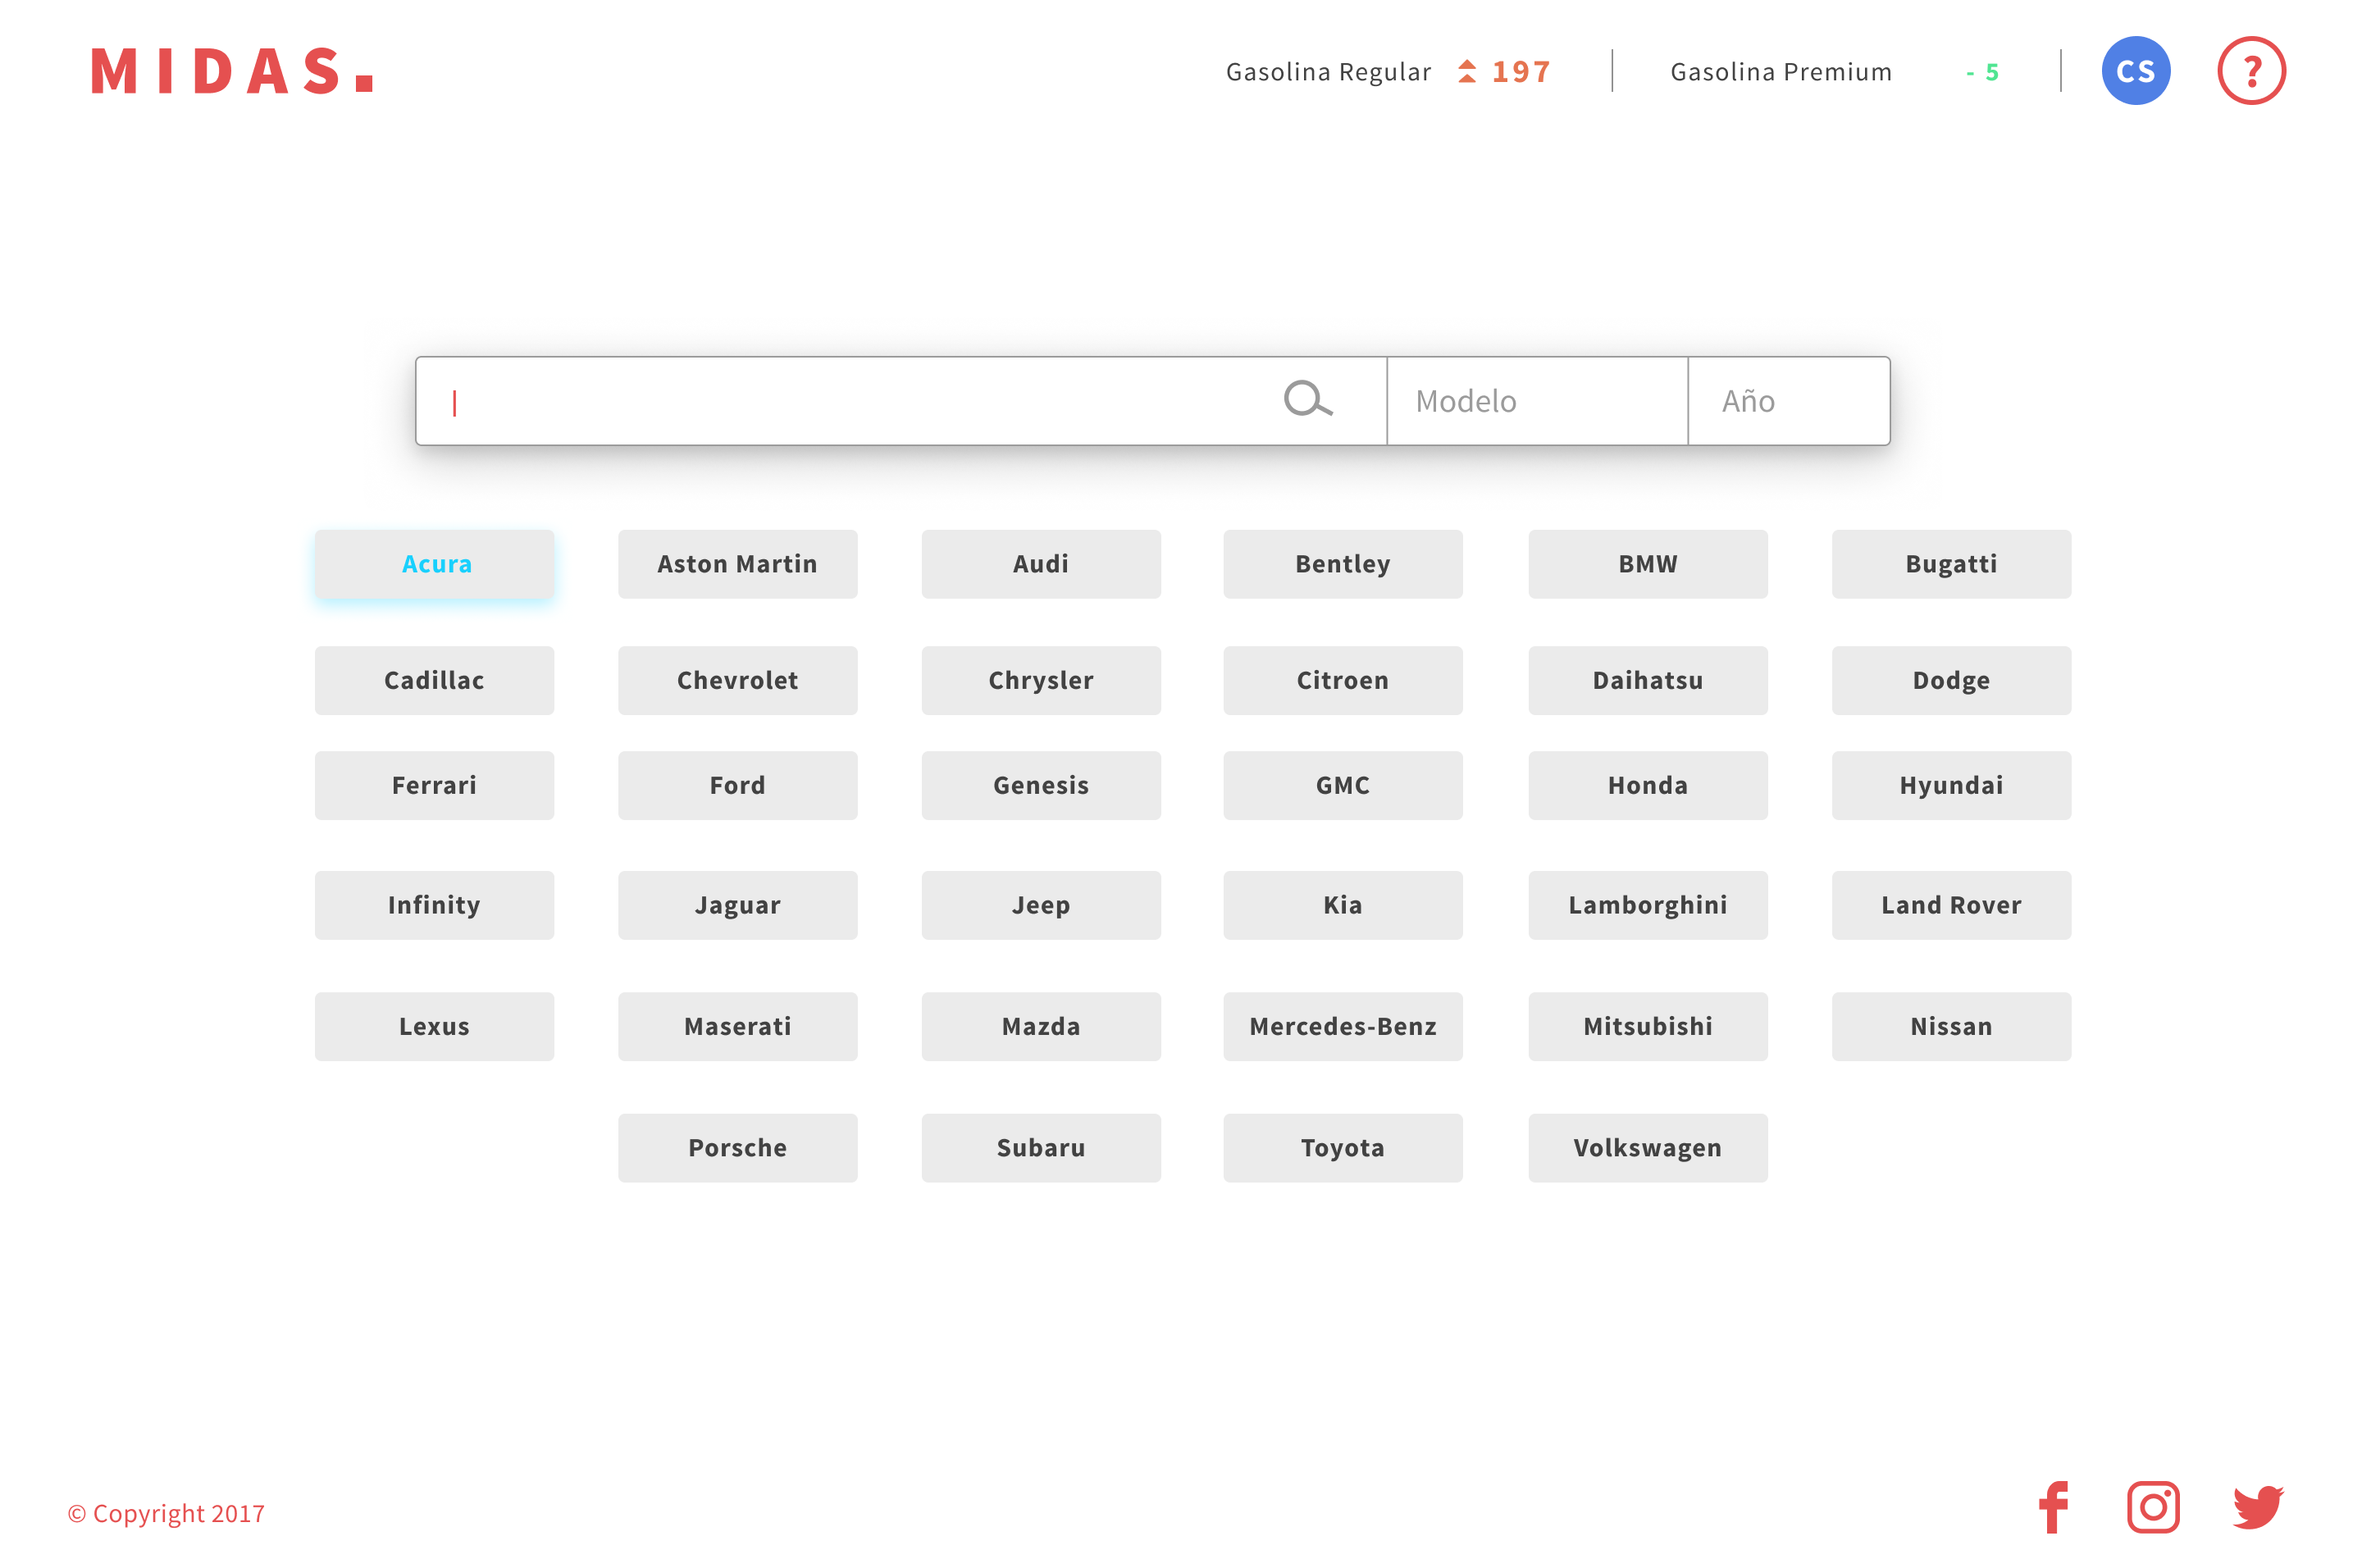 MIDAS.
Gasolina Regular 197 Gasolina Premium - 5 CS ?
Modelo Año
Acura Aston Martin Audi Bentley BMW Bugatti
Cadillac Chevrolet Chrysler Citroen Daihatsu Dodge
Ferrari Ford Genesis GMC Honda Hyundai
Infinity Jaguar Jeep Kia Lamborghini Land Rover
Lexus Maserati Mazda Mercedes-Benz Mitsubishi Nissan
Porsche Subaru Toyota Volkswagen
© Copyright 2017